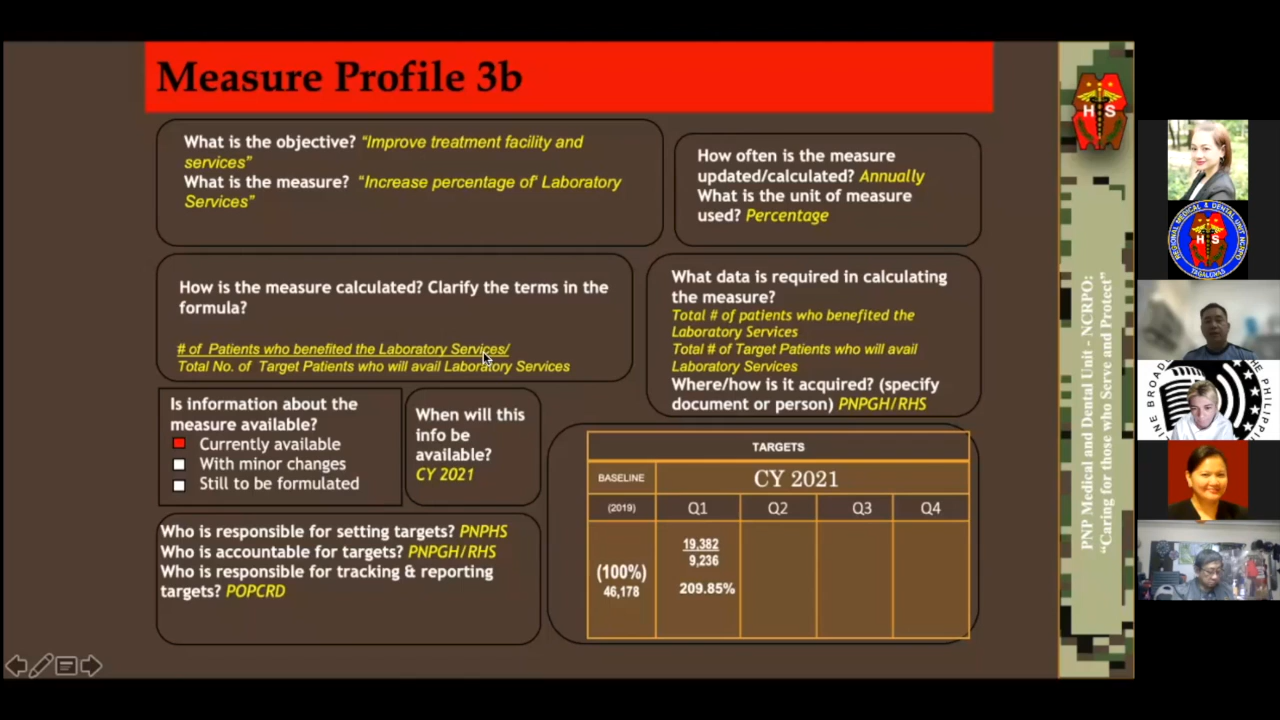 Measure Profile 3b
What is the objective? “Improve treatment facility and
services”
What is the measure? “Increase percentage of‘ Laboratory
Services”
How often is the measure
updated/calculated? Annually
What is the unit of measure
used? Percentage
How is the measure calculated? Clarify the terms in the
formula?
# of Patients who benefited the Laboratory Services/
Total No. of Target Patients who will avail Laboratory Services
What data is required in calculating
the measure?
Total # of patients who benefited the
Laboratory Services
Total # of Target Patients who will avail
Laboratory Services
Where/how is it acquired? (specify
document or person) PNPGH/RHS
Is information about the
measure available?
Currently available
With minor changes
Still to be formulated
When will this
info be
available?
CY 2021
Who is responsible for setting targets? PNPHS
Who is accountable for targets? PNPGH/RHS
Who is responsible for tracking & reporting
targets? POPCRD
TARGETS
BASELINE
CY 2021
(2019)
Q1
Q2
Q3
Q4
(100%)
46,178
19,382
9,236
209.85%
H S
PNP Medical and Dental Unit - NCRPO:
“Caring for those who Serve and Protect”
REGIONAL MEDICAL & DENTAL UNIT NCRPO
H S
TAGALOWAS